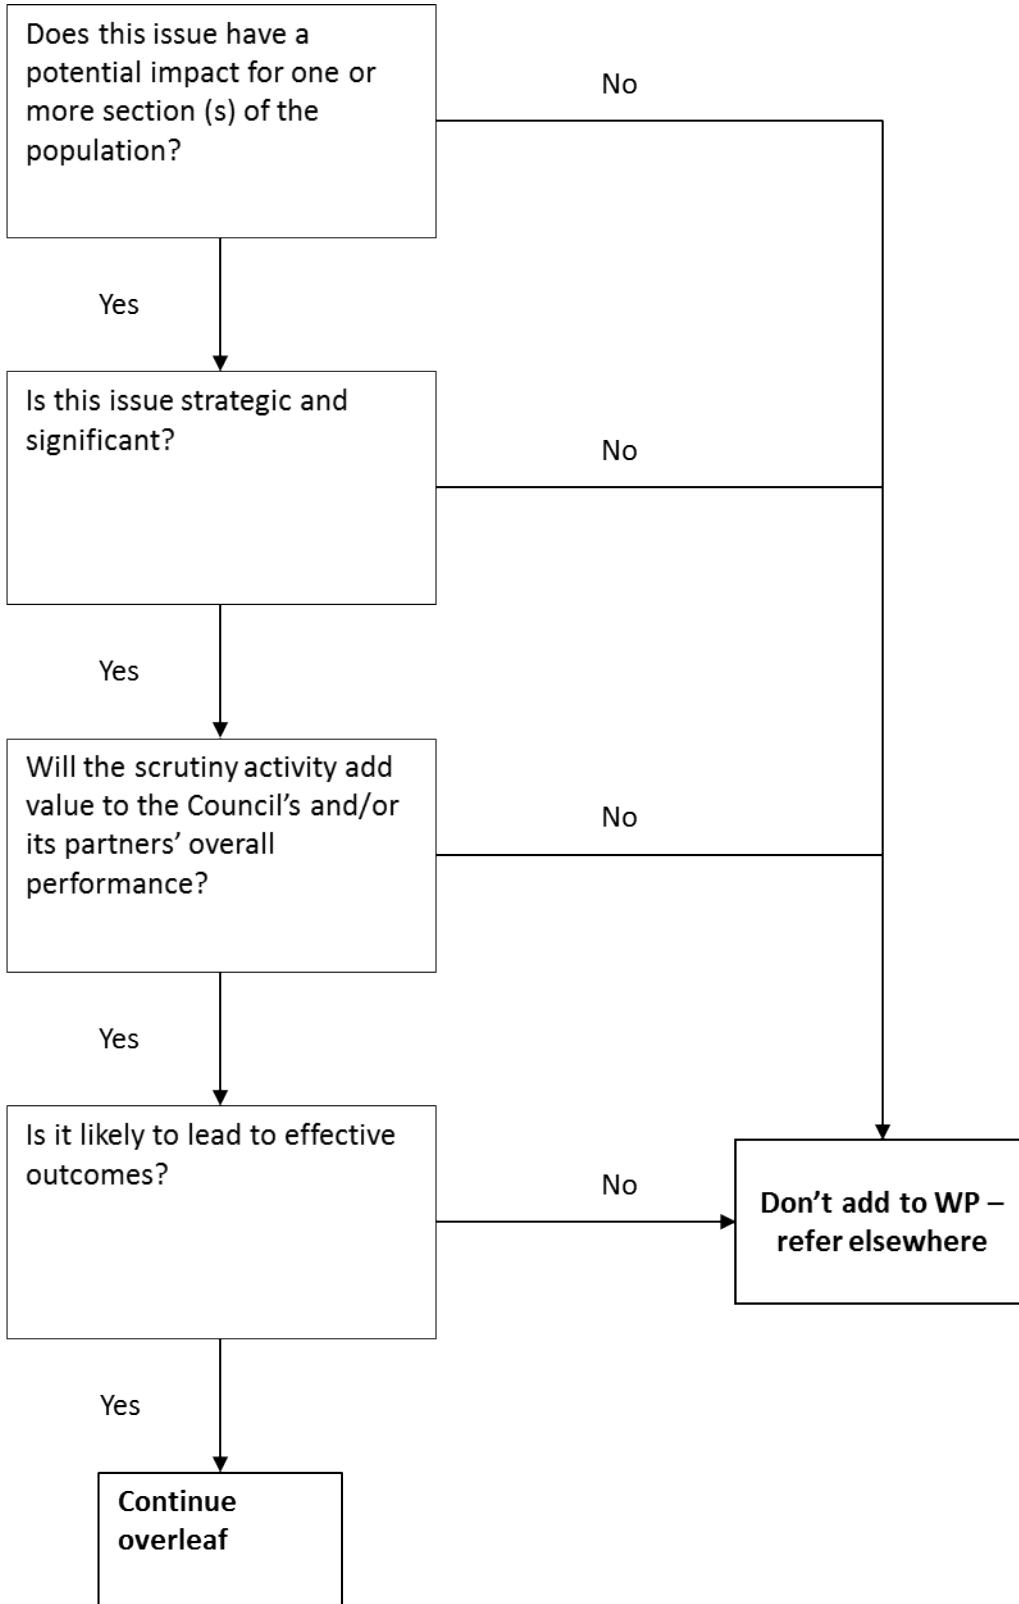 Does this issue have a
potential impact for one or
more section (s) of the
population?
No
Yes
Is this issue strategic and
significant?
No
Yes
Will the scrutiny activity add
value to the Council’s and/or
its partners’ overall
performance?
No
Yes
Is it likely to lead to effective
outcomes?
No
Don’t add to WP –
refer elsewhere
Yes
Continue
overleaf